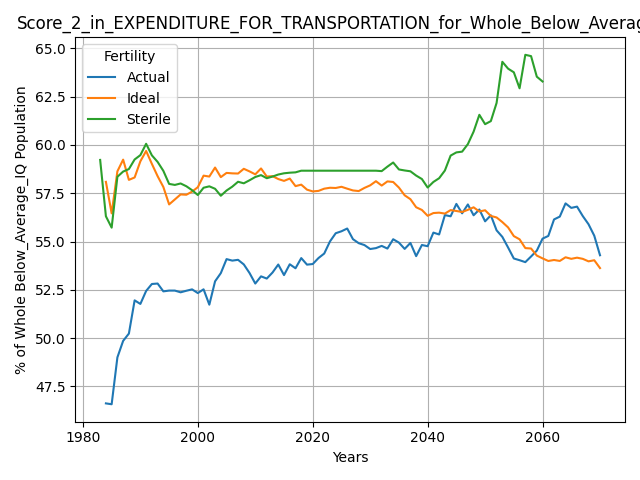 Score_2_in_EXPENDITURE_FOR_TRANSPORTATION_for_Whole_Below_Averag
Fertility
Actual
Ideal
Sterile
65.0
62.5
60.0
57.5
55.0
52.5
50.0
47.5
% of Whole Below_Average_IQ Population
1980
2000
2020
2040
2060
Years